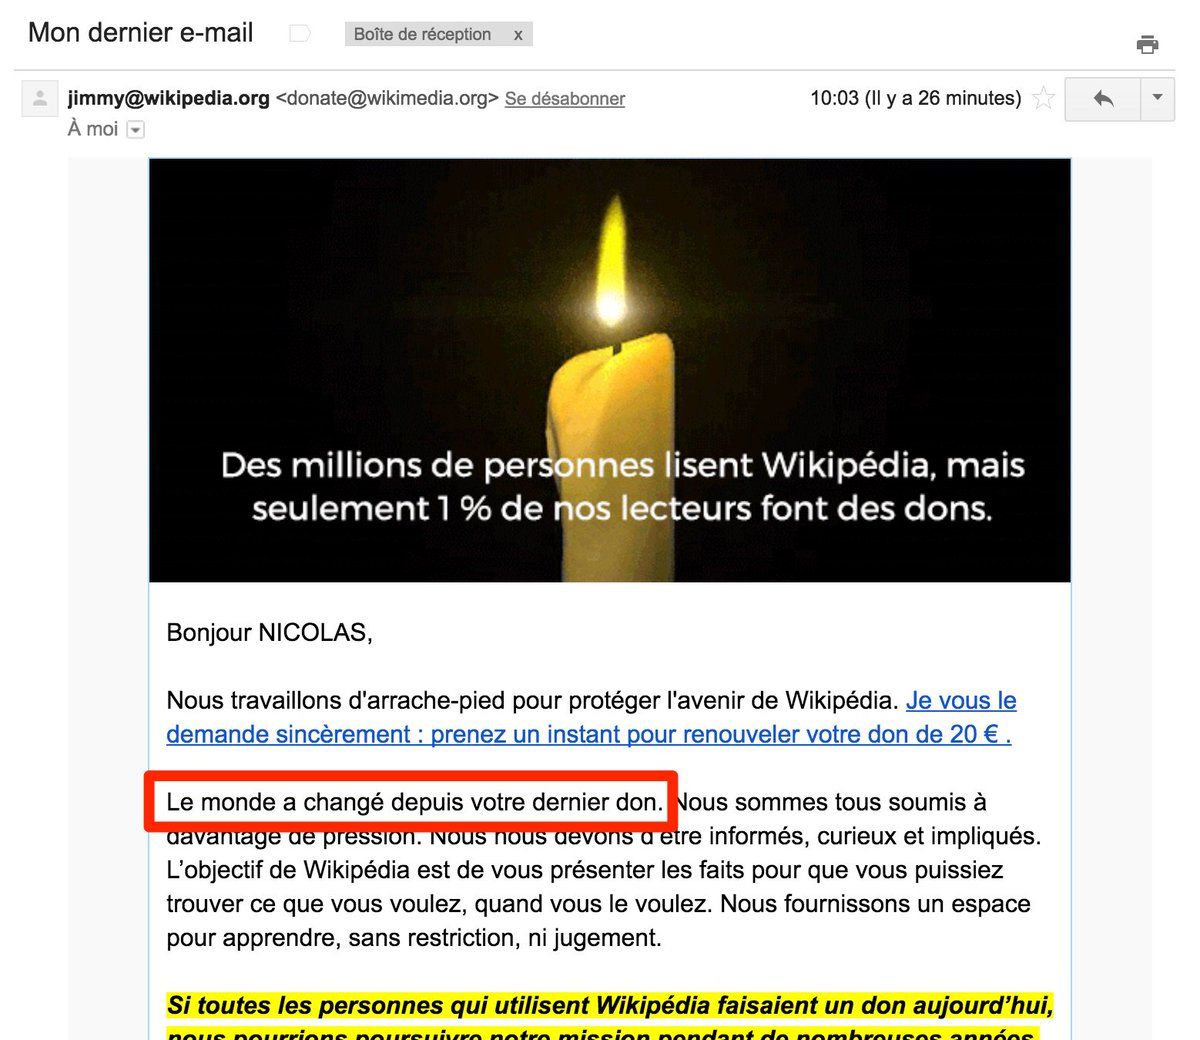 Mon dernier e-mail
Boîte de réception x
jimmy@wikipedia.org <donate@wikimedia.org> Se désabonner
10:03 (Il y a 26 minutes)
À moi
Des millions de personnes lisent Wikipédia, mais
seulement 1 % de nos lecteurs font des dons.
Bonjour NICOLAS,
Nous travaillons d'arrache-pied pour protéger l'avenir de Wikipédia. Je vous le
demande sincèrement : prenez un instant pour renouveler votre don de 20 € .
Le monde a changé depuis votre dernier don. Nous sommes tous soumis à
davantage de pression. Nous nous devons d'être informés, curieux et impliqués.
L’objectif de Wikipédia est de vous présenter les faits pour que vous puissiez
trouver ce que vous voulez, quand vous le voulez. Nous fournissons un espace
pour apprendre, sans restriction, ni jugement.
Si toutes les personnes qui utilisent Wikipédia faisaient un don aujourd’hui,
nous pourrions poursuivre notre mission pendant de nombreuses années.